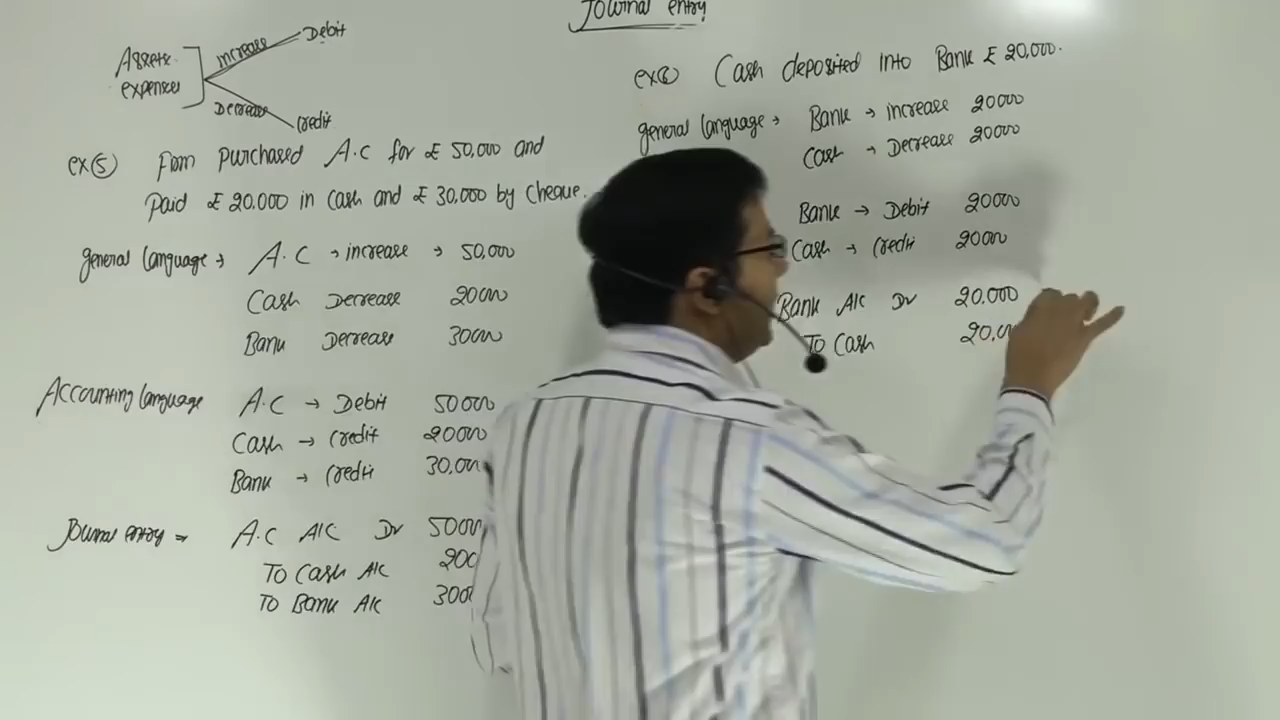 Journal entry
Assets
expenses
increase
Debit
Decrease
credit
ex⑤ Firm purchased A.C for £ 50,000 and
Paid £ 20.000 in Cash and £ 30,000 by Cheque.
general language → A.C → increase → 50,000
Cash Decrease 20000
Bank Decrease 30000
Accounting language A.C → Debit 50000
Cash → credit 20000
Bank → credit 30.000
Journal entry → A.C A/C Dr 5000
To Cash A/C 200
To Bank A/C 3000
ex⑥ Cash deposited into Bank £ 20,000.
general language → Bank → increase 20000
Cash → Decrease 20000
Bank → Debit 20000
Cash → credit 20000
Bank A/C Dr 20.000
To Cash 20,00